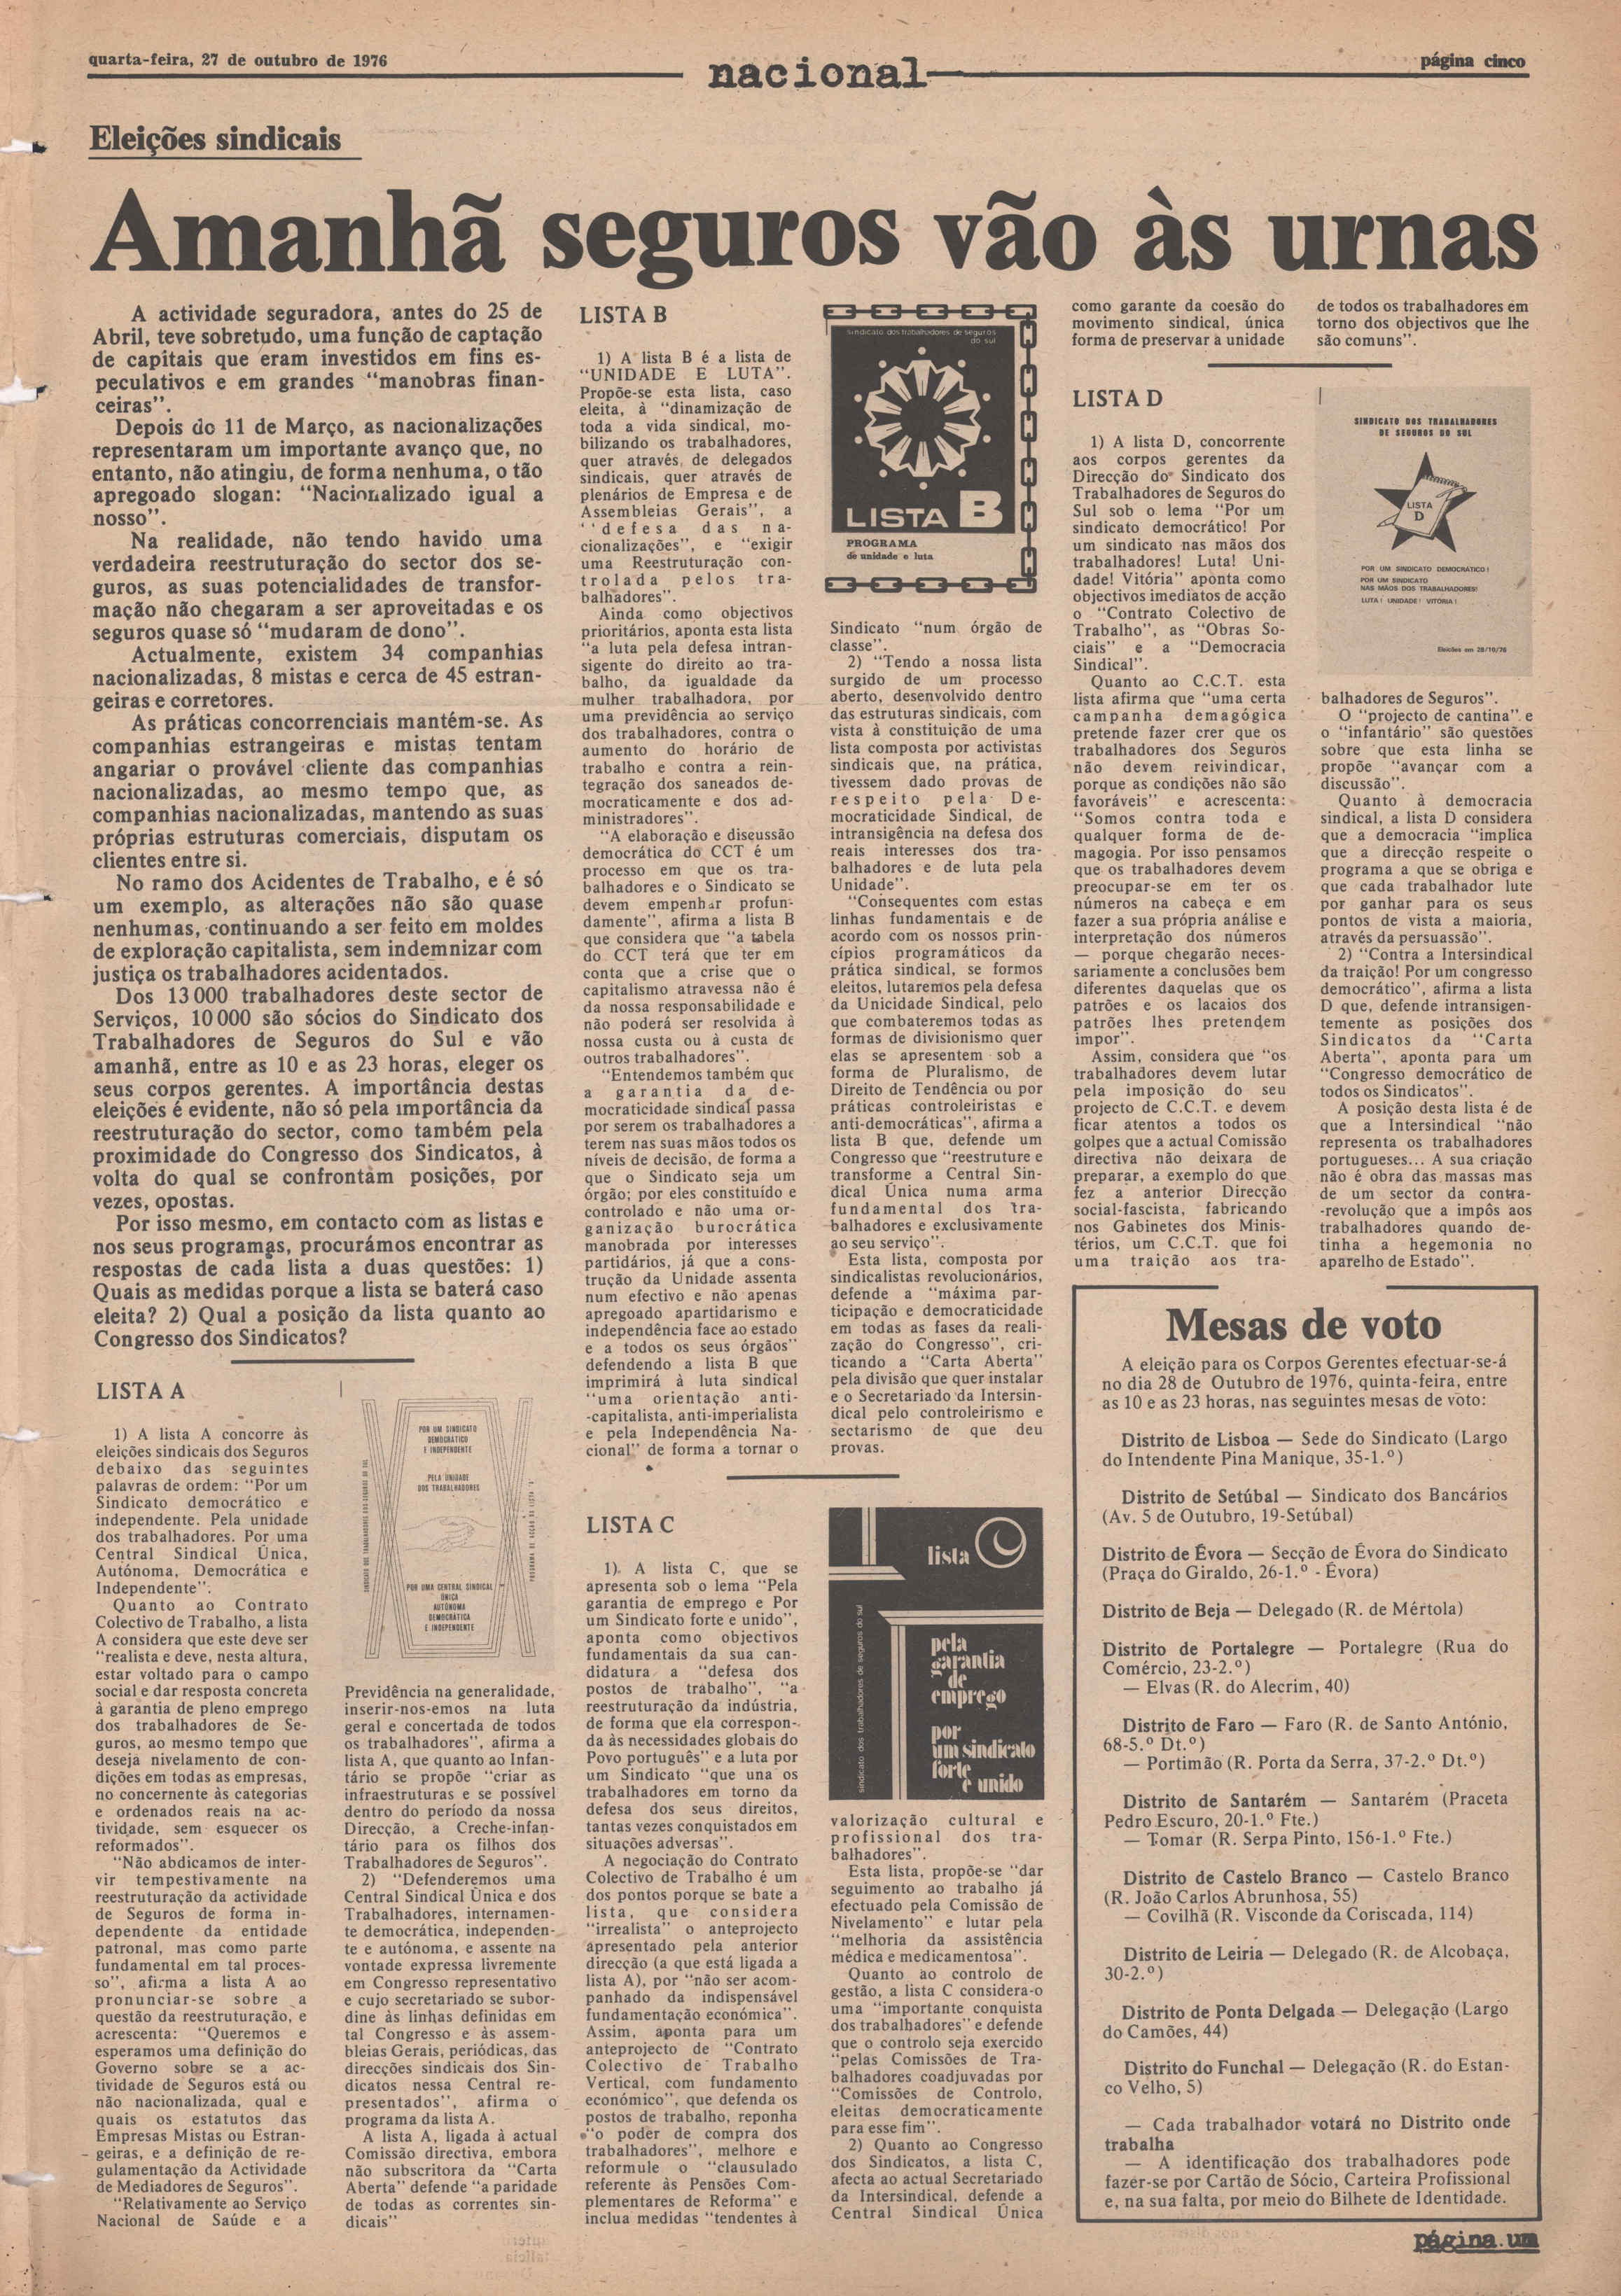 quarta-feira, 27 de outubro de 1976
nacional
página cinco
Eleições sindicais
Amanhã seguros vão às urnas
A actividade seguradora, antes do 25 de
Abril, teve sobretudo, uma função de captação
de capitais que eram investidos em fins es-
peculativos e em grandes “manobras finan-
ceiras”.
Depois do 11 de Março, as nacionalizações
representaram um importante avanço que, no
entanto, não atingiu, de forma nenhuma, o tão
apregoado slogan: “Nacionalizado igual a
nosso”.
Na realidade, não tendo havido uma
verdadeira reestruturação do sector dos se-
guros, as suas potencialidades de transfor-
mação não chegaram a ser aproveitadas e os
seguros quase só “mudaram de dono”.
Actualmente, existem 34 companhias
nacionalizadas, 8 mistas e cerca de 45 estran-
geiras e corretores.
As práticas concorrenciais mantém-se. As
companhias estrangeiras e mistas tentam
angariar o provável cliente das companhias
nacionalizadas, ao mesmo tempo que, as
companhias nacionalizadas, mantendo as suas
próprias estruturas comerciais, disputam os
clientes entre si.
No ramo dos Acidentes de Trabalho, e é só
um exemplo, as alterações não são quase
nenhumas, continuando a ser feito em moldes
de exploração capitalista, sem indemnizar com
justiça os trabalhadores acidentados.
Dos 13 000 trabalhadores deste sector de
Serviços, 10 000 são sócios do Sindicato dos
Trabalhadores de Seguros do Sul e vão
amanhã, entre as 10 e as 23 horas, eleger os
seus corpos gerentes. A importância destas
eleições é evidente, não só pela importância da
reestruturação do sector, como também pela
proximidade do Congresso dos Sindicatos, à
volta do qual se confrontam posições, por
vezes, opostas.
Por isso mesmo, em contacto com as listas e
nos seus programas, procurámos encontrar as
respostas de cada lista a duas questões: 1)
Quais as medidas porque a lista se baterá caso
eleita? 2) Qual a posição da lista quanto ao
Congresso dos Sindicatos?
LISTA A
1) A lista A concorre às
eleições sindicais dos Seguros
debaixo das seguintes
palavras de ordem: “Por um
Sindicato democrático e
independente. Pela unidade
dos trabalhadores. Por uma
Central Sindical Única,
Autónoma, Democrática e
Independente”.
Quanto ao Contrato
Colectivo de Trabalho, a lista
A considera que este deve ser
“realista e deve, nesta altura,
estar voltado para o campo
social e dar resposta concreta
à garantia de pleno emprego
dos trabalhadores de Se-
guros, ao mesmo tempo que
deseja nivelamento de con-
dições em todas as empresas,
no concernente às categorias
e ordenados reais na ac-
tividade, sem esquecer os
reformados”.
“Não abdicamos de inter-
vir tempestivamente na
reestruturação da actividade
de Seguros de forma in-
dependente da entidade
patronal, mas como parte
fundamental em tal proces-
so”, afirma a lista A ao
pronunciar-se sobre a
questão da reestruturação, e
acrescenta: “Queremos e
esperamos uma definição do
Governo sobre se a ac-
tividade de Seguros está ou
não nacionalizada, qual e
quais os estatutos das
Empresas Mistas ou Estran-
geiras, e a definição de re-
gulamentação da Actividade
de Mediadores de Seguros”.
“Relativamente ao Serviço
Nacional de Saúde e a
SINDICATO DOS TRABALHADORES DOS SEGUROS DO SUL
POR UM SINDICATO
DEMOCRÁTICO
E INDEPENDENTE
PELA UNIDADE
DOS TRABALHADORES
POR UMA CENTRAL SINDICAL
ÚNICA
AUTÓNOMA
DEMOCRÁTICA
E INDEPENDENTE
PROGRAMA DE ACÇÃO DA LISTA A
Previdência na generalidade,
inserir-nos-emos na luta
geral e concertada de todos
os trabalhadores”, afirma a
lista A, que quanto ao Infan-
tário se propõe “criar as
infraestruturas e se possível
dentro do período da nossa
Direcção, a Creche-infan-
tário para os filhos dos
Trabalhadores de Seguros”.
2) “Defenderemos uma
Central Sindical Única e dos
Trabalhadores, internamen-
te democrática, independen-
te e autónoma, e assente na
vontade expressa livremente
em Congresso representativo
e cujo secretariado se subor-
dine às linhas definidas em
tal Congresso e às assem-
bleias Gerais, periódicas, das
direcções sindicais dos Sin-
dicatos nessa Central re-
presentados”, afirma o
programa da lista A.
A lista A, ligada à actual
Comissão directiva, embora
não subscritora da “Carta
Aberta” defende “a paridade
de todas as correntes sin-
dicais”
LISTA B
1) A lista B é a lista de
“UNIDADE E LUTA”.
Propõe-se esta lista, caso
eleita, à “dinamização de
toda a vida sindical, mo-
bilizando os trabalhadores,
quer através, de delegados
sindicais, quer através de
plenários de Empresa e de
Assembleias Gerais”, a
“defesa das na-
cionalizações”, e “exigir
uma Reestruturação con-
trolada pelos tra-
balhadores”.
Ainda como objectivos
prioritários, aponta esta lista
“a luta pela defesa intran-
sigente do direito ao tra-
balho, da igualdade da
mulher trabalhadora, por
uma previdência ao serviço
dos trabalhadores, contra o
aumento do horário de
trabalho e contra a rein-
tegração dos saneados de-
mocraticamente e dos ad-
ministradores”.
“A elaboração e discussão
democrática do CCT é um
processo em que os tra-
balhadores e o Sindicato se
devem empenhar profun-
damente”, afirma a lista B
que considera que “a tabela
do CCT terá que ter em
conta que a crise que o
capitalismo atravessa não é
da nossa responsabilidade e
não poderá ser resolvida à
nossa custa ou à custa de
outros trabalhadores”.
“Entendemos também que
a garantia da de-
mocraticidade sindical passa
por serem os trabalhadores a
terem nas suas mãos todos os
níveis de decisão, de forma a
que o Sindicato seja um
órgão; por eles constituído e
controlado e não uma or-
ganização burocrática
manobrada por interesses
partidários, já que a cons-
trução da Unidade assenta
num efectivo e não apenas
apregoado apartidarismo e
independência face ao estado
e a todos os seus órgãos”
defendendo a lista B que
imprimirá à luta sindical
“uma orientação anti-
-capitalista, anti-imperialista
e pela Independência Na-
cional” de forma a tornar o
sindicato dos trabalhadores de seguros
do sul
LISTA B
PROGRAMA
de unidade e luta
Sindicato “num órgão de
classe”.
2) “Tendo a nossa lista
surgido de um processo
aberto, desenvolvido dentro
das estruturas sindicais, com
vista à constituição de uma
lista composta por activistas
sindicais que, na prática,
tivessem dado provas de
respeito pela De-
mocraticidade Sindical, de
intransigência na defesa dos
reais interesses dos tra-
balhadores e de luta pela
Unidade”.
“Consequentes com estas
linhas fundamentais e de
acordo com os nossos prin-
cípios programáticos da
prática sindical, se formos
eleitos, lutaremos pela defesa
da Unicidade Sindical, pelo
que combateremos todas as
formas de divisionismo quer
elas se apresentem sob a
forma de Pluralismo, de
Direito de Tendência ou por
práticas controleiristas e
anti-democráticas”, afirma a
lista B que, defende um
Congresso que “reestruture e
transforme a Central Sin-
dical Única numa arma
fundamental dos tra-
balhadores e exclusivamente
ao seu serviço”.
Esta lista, composta por
sindicalistas revolucionários,
defende a “máxima par-
ticipação e democraticidade
em todas as fases da reali-
zação do Congresso”, cri-
ticando a “Carta Aberta”
pela divisão que quer instalar
e o Secretariado da Intersin-
dical pelo controleirismo e
sectarismo de que deu
provas.
LISTA C
1). A lista C, que se
apresenta sob o lema “Pela
garantia de emprego e Por
um Sindicato forte e unido”,
aponta como objectivos
fundamentais da sua can-
didatura a “defesa dos
postos de trabalho”, “a
reestruturação da indústria,
de forma que ela correspon-
da às necessidades globais do
Povo português” e a luta por
um Sindicato “que una os
trabalhadores em torno da
defesa dos seus direitos,
tantas vezes conquistados em
situações adversas”.
A negociação do Contrato
Colectivo de Trabalho é um
dos pontos porque se bate a
lista, que considera
“irrealista” o anteprojecto
apresentado pela anterior
direcção (a que está ligada a
lista A), por “não ser acom-
panhado da indispensável
fundamentação económica”.
Assim, aponta para um
anteprojecto de “Contrato
Colectivo de Trabalho
Vertical, com fundamento
económico”, que defenda os
postos de trabalho, reponha
“o poder de compra dos
trabalhadores”, melhore e
reformule o “clausulado
referente às Pensões Com-
plementares de Reforma” e
inclua medidas “tendentes à
lista C
sindicato dos trabalhadores de seguros do sul
pela
garantia
de
emprego
por
um sindicato
forte
e unido
valorização cultural e
profissional dos tra-
balhadores”.
Esta lista, propõe-se “dar
seguimento ao trabalho já
efectuado pela Comissão de
Nivelamento” e lutar pela
“melhoria da assistência
médica e medicamentosa”.
Quanto ao controlo de
gestão, a lista C considera-o
uma “importante conquista
dos trabalhadores” e defende
que o controlo seja exercido
“pelas Comissões de Tra-
balhadores coadjuvadas por
“Comissões de Controlo,
eleitas democraticamente
para esse fim”.
2) Quanto ao Congresso
dos Sindicatos, a lista C,
afecta ao actual Secretariado
da Intersindical, defende a
Central Sindical Única
como garante da coesão do
movimento sindical, única
forma de preservar a unidade
de todos os trabalhadores em
torno dos objectivos que lhe
são comuns”.
LISTA D
1) A lista D, concorrente
aos corpos gerentes da
Direcção do Sindicato dos
Trabalhadores de Seguros do
Sul sob o lema “Por um
sindicato democrático! Por
um sindicato nas mãos dos
trabalhadores! Luta! Uni-
dade! Vitória” aponta como
objectivos imediatos de acção
o “Contrato Colectivo de
Trabalho”, as “Obras So-
ciais” e a “Democracia
Sindical”.
Quanto ao C.C.T. esta
lista afirma que “uma certa
campanha demagógica
pretende fazer crer que os
trabalhadores dos Seguros
não devem reivindicar,
porque as condições não são
favoráveis” e acrescenta:
“Somos contra toda e
qualquer forma de de-
magogia. Por isso pensamos
que os trabalhadores devem
preocupar-se em ter os
números na cabeça e em
fazer a sua própria análise e
interpretação dos números
— porque chegarão neces-
sariamente a conclusões bem
diferentes daquelas que os
patrões e os lacaios dos
patrões lhes pretendem
impor”.
Assim, considera que “os
trabalhadores devem lutar
pela imposição do seu
projecto de C.C.T. e devem
ficar atentos a todos os
golpes que a actual Comissão
directiva não deixara de
preparar, a exemplo do que
fez a anterior Direcção
social-fascista, fabricando
nos Gabinetes dos Minis-
térios, um C.C.T. que foi
uma traição aos tra-
SINDICATO DOS TRABALHADORES
DE SEGUROS DO SUL
LISTA
D
POR UM SINDICATO DEMOCRÁTICO!
POR UM SINDICATO
NAS MÃOS DOS TRABALHADORES!
LUTA! UNIDADE! VITÓRIA!
Eleições em 28/10/76
balhadores de Seguros”.
O “projecto de cantina” e
o “infantário” são questões
sobre que esta linha se
propõe “avançar com a
discussão”.
Quanto à democracia
sindical, a lista D considera
que a democracia “implica
que a direcção respeite o
programa a que se obriga e
que cada trabalhador lute
por ganhar para os seus
pontos de vista a maioria,
através da persuassão”.
2) “Contra a Intersindical
da traição! Por um congresso
democrático”, afirma a lista
D que, defende intransigen-
temente as posições dos
Sindicatos da “Carta
Aberta”, aponta para um
“Congresso democrático de
todos os Sindicatos”.
A posição desta lista é de
que a Intersindical “não
representa os trabalhadores
portugueses... A sua criação
não é obra das massas mas
de um sector da contra-
-revolução que a impôs aos
trabalhadores quando de-
tinha a hegemonia no
aparelho de Estado”.
Mesas de voto
A eleição para os Corpos Gerentes efectuar-se-á
no dia 28 de Outubro de 1976, quinta-feira, entre
as 10 e as 23 horas, nas seguintes mesas de voto:
Distrito de Lisboa — Sede do Sindicato (Largo
do Intendente Pina Manique, 35-1.º)
Distrito de Setúbal — Sindicato dos Bancários
(Av. 5 de Outubro, 19-Setúbal)
Distrito de Évora — Secção de Évora do Sindicato
(Praça do Giraldo, 26-1.º - Évora)
Distrito de Beja — Delegado (R. de Mértola)
Distrito de Portalegre — Portalegre (Rua do
Comércio, 23-2.º)
— Elvas (R. do Alecrim, 40)
Distrito de Faro — Faro (R. de Santo António,
68-5.º Dt.º)
— Portimão (R. Porta da Serra, 37-2.º Dt.º)
Distrito de Santarém — Santarém (Praceta
Pedro Escuro, 20-1.º Fte.)
— Tomar (R. Serpa Pinto, 156-1.º Fte.)
Distrito de Castelo Branco — Castelo Branco
(R. João Carlos Abrunhosa, 55)
— Covilhã (R. Visconde da Coriscada, 114)
Distrito de Leiria — Delegado (R. de Alcobaça,
30-2.º)
Distrito de Ponta Delgada — Delegação (Largo
do Camões, 44)
Distrito do Funchal — Delegação (R. do Estan-
co Velho, 5)
— Cada trabalhador votará no Distrito onde
trabalha
— A identificação dos trabalhadores pode
fazer-se por Cartão de Sócio, Carteira Profissional
e, na sua falta, por meio do Bilhete de Identidade.
página um